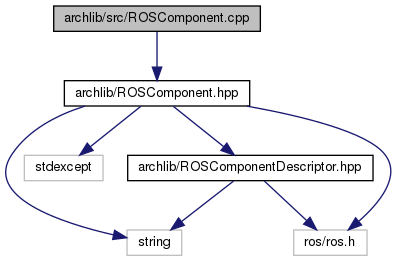 archlib/src/ROSComponent.cpp
archlib/ROSComponent.hpp
stdexcept
archlib/ROSComponentDescriptor.hpp
string
ros/ros.h